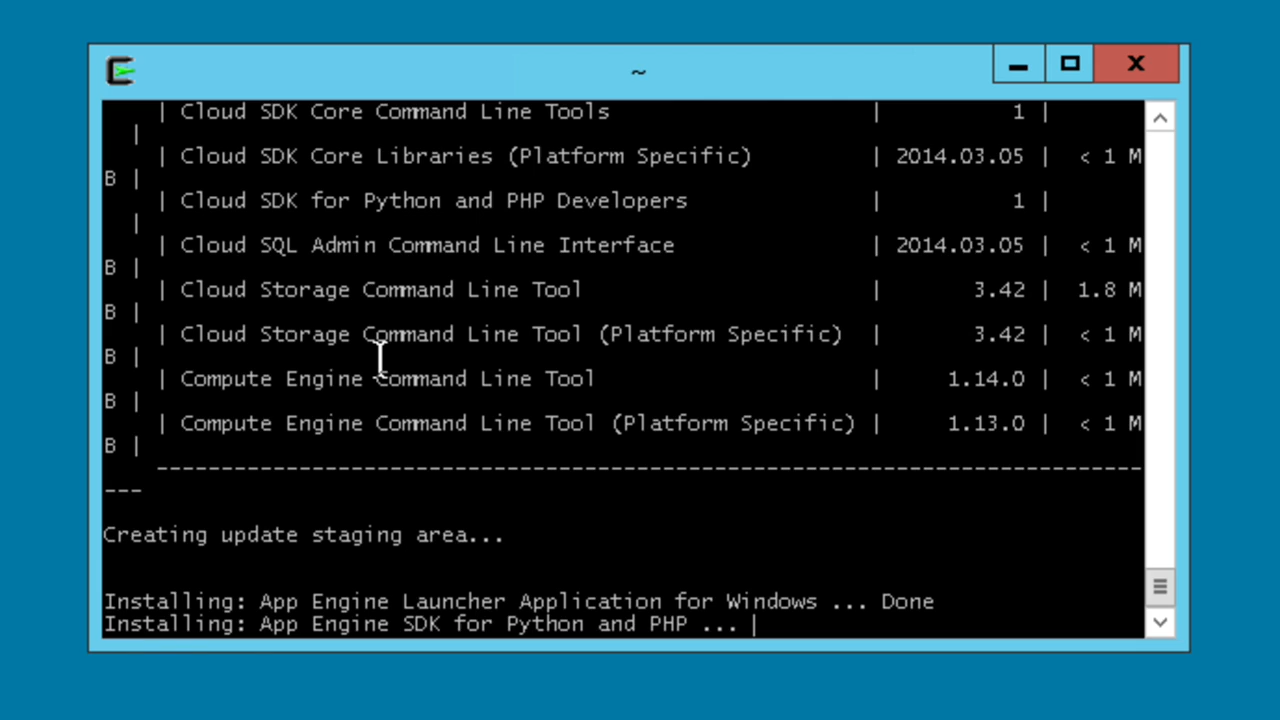 ~
| Cloud SDK Core Command Line Tools | 1 |
|
| Cloud SDK Core Libraries (Platform Specific) | 2014.03.05 | < 1 M
B |
| Cloud SDK for Python and PHP Developers | 1 |
|
| Cloud SQL Admin Command Line Interface | 2014.03.05 | < 1 M
B |
| Cloud Storage Command Line Tool | 3.42 | 1.8 M
B |
| Cloud Storage Command Line Tool (Platform Specific) | 3.42 | < 1 M
B |
| Compute Engine Command Line Tool | 1.14.0 | < 1 M
B |
| Compute Engine Command Line Tool (Platform Specific) | 1.13.0 | < 1 M
B |
----------------------------------------------------------------------------
---
Creating update staging area...
Installing: App Engine Launcher Application for Windows ... Done
Installing: App Engine SDK for Python and PHP ... |